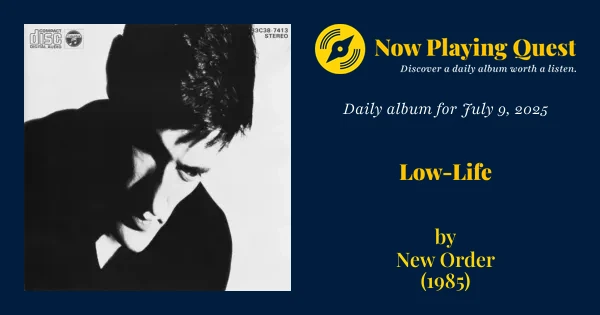 COMPACT
disc
DIGITAL AUDIO
33C38-7413
STEREO
Now Playing Quest
Discover a daily album worth a listen.
Daily album for July 9, 2025
Low-Life
by
New Order
(1985)